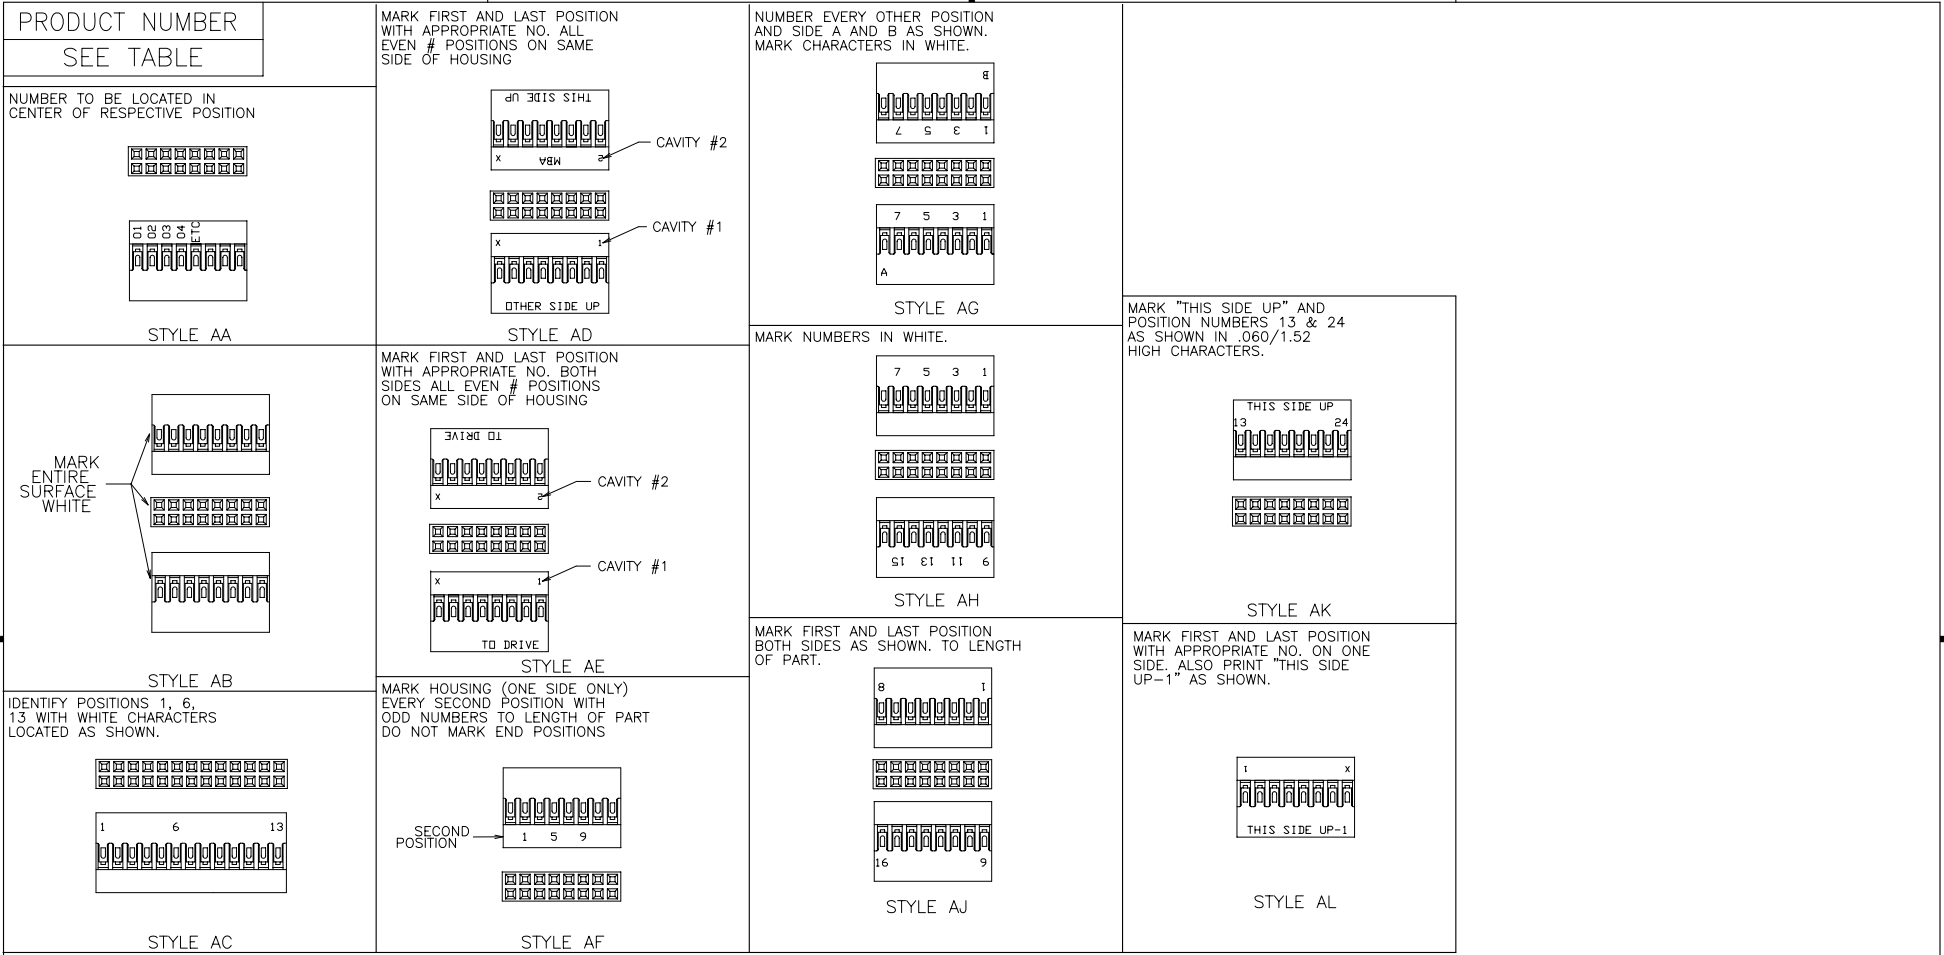 PRODUCT NUMBER
SEE TABLE
NUMBER TO BE LOCATED IN
CENTER OF RESPECTIVE POSITION
01
02
03
04
ETC
STYLE AA
MARK
ENTIRE
SURFACE
WHITE
STYLE AB
IDENTIFY POSITIONS 1, 6,
13 WITH WHITE CHARACTERS
LOCATED AS SHOWN.
1 6 13
STYLE AC
MARK FIRST AND LAST POSITION
WITH APPROPRIATE NO. ALL
EVEN # POSITIONS ON SAME
SIDE OF HOUSING
THIS SIDE UP
X MBA 2
CAVITY #2
X 1
CAVITY #1
OTHER SIDE UP
STYLE AD
MARK FIRST AND LAST POSITION
WITH APPROPRIATE NO. BOTH
SIDES ALL EVEN # POSITIONS
ON SAME SIDE OF HOUSING
TO DRIVE
X 2
CAVITY #2
X 1
CAVITY #1
TO DRIVE
STYLE AE
MARK HOUSING (ONE SIDE ONLY)
EVERY SECOND POSITION WITH
ODD NUMBERS TO LENGTH OF PART
DO NOT MARK END POSITIONS
SECOND
POSITION
1 5 9
STYLE AF
NUMBER EVERY OTHER POSITION
AND SIDE A AND B AS SHOWN.
MARK CHARACTERS IN WHITE.
B
7 5 3 1
7 5 3 1
A
STYLE AG
MARK NUMBERS IN WHITE.
7 5 3 1
15 13 11 9
STYLE AH
MARK FIRST AND LAST POSITION
BOTH SIDES AS SHOWN. TO LENGTH
OF PART.
8 1
16 9
STYLE AJ
MARK "THIS SIDE UP" AND
POSITION NUMBERS 13 & 24
AS SHOWN IN .060/1.52
HIGH CHARACTERS.
THIS SIDE UP
13 24
STYLE AK
MARK FIRST AND LAST POSITION
WITH APPROPRIATE NO. ON ONE
SIDE. ALSO PRINT "THIS SIDE
UP-1" AS SHOWN.
1 X
THIS SIDE UP-1
STYLE AL